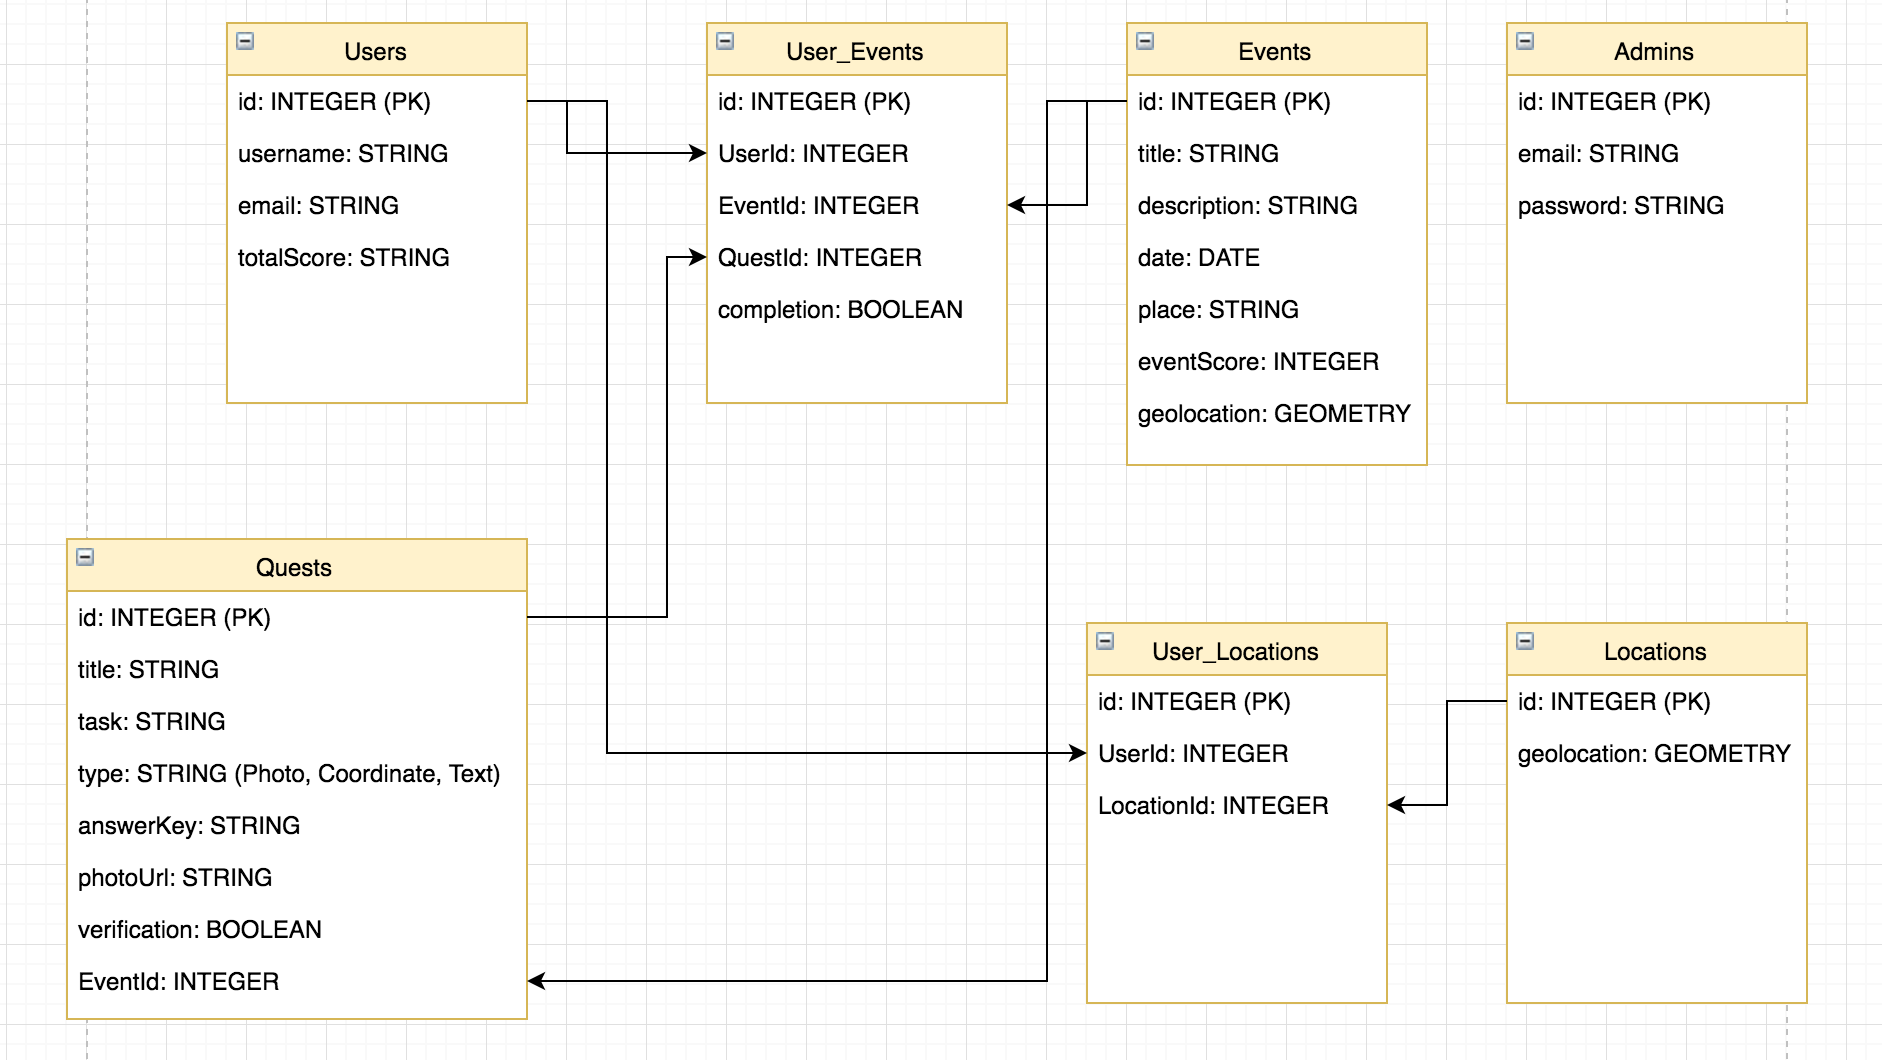 Users
id: INTEGER (PK)
username: STRING
email: STRING
totalScore: STRING
User_Events
id: INTEGER (PK)
UserId: INTEGER
EventId: INTEGER
QuestId: INTEGER
completion: BOOLEAN
Events
id: INTEGER (PK)
title: STRING
description: STRING
date: DATE
place: STRING
eventScore: INTEGER
geolocation: GEOMETRY
Admins
id: INTEGER (PK)
email: STRING
password: STRING
Quests
id: INTEGER (PK)
title: STRING
task: STRING
type: STRING (Photo, Coordinate, Text)
answerKey: STRING
photoUrl: STRING
verification: BOOLEAN
EventId: INTEGER
User_Locations
id: INTEGER (PK)
UserId: INTEGER
LocationId: INTEGER
Locations
id: INTEGER (PK)
geolocation: GEOMETRY